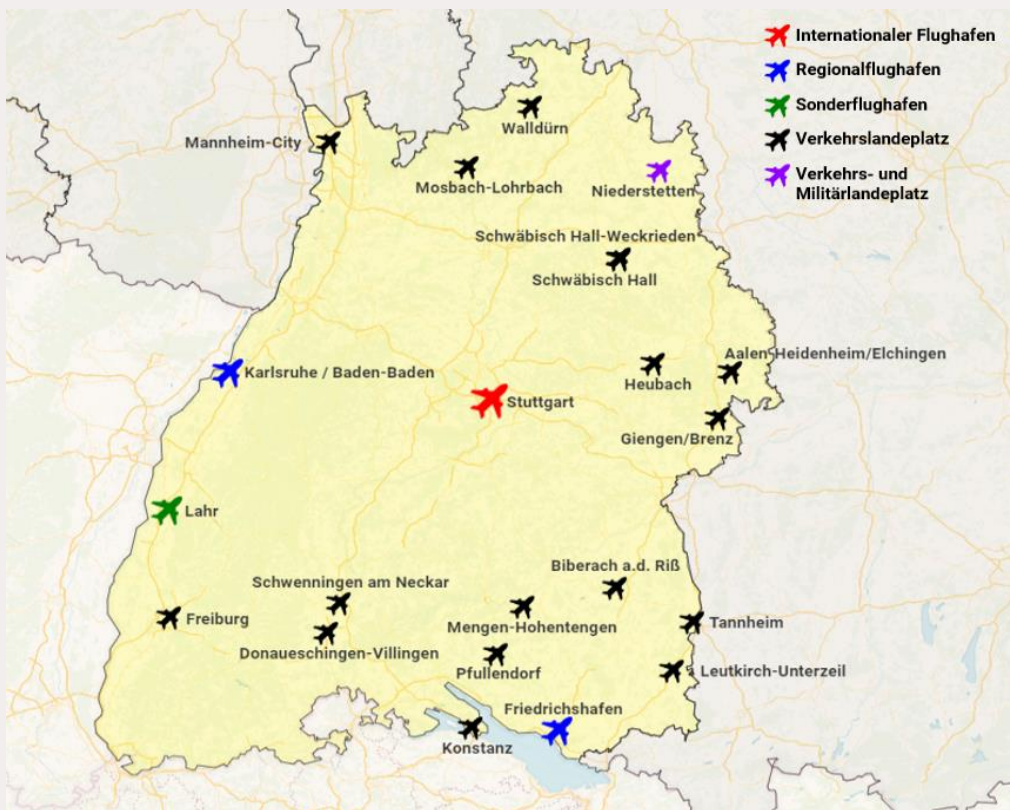 Internationaler Flughafen
Regionalflughafen
Sonderflughafen
Verkehrslandeplatz
Verkehrs- und
Militärlandeplatz
Walldürn
Mannheim-City
Mosbach-Lohrbach
Niederstetten
Schwäbisch Hall-Weckrieden
Schwäbisch Hall
Aalen-Heidenheim/Elchingen
Karlsruhe / Baden-Baden
Heubach
Stuttgart
Giengen/Brenz
Lahr
Biberach a.d. Riß
Schwenningen am Neckar
Freiburg
Mengen-Hohentengen
Tannheim
Donaueschingen-Villingen
Pfullendorf
Leutkirch-Unterzeil
Friedrichshafen
Konstanz